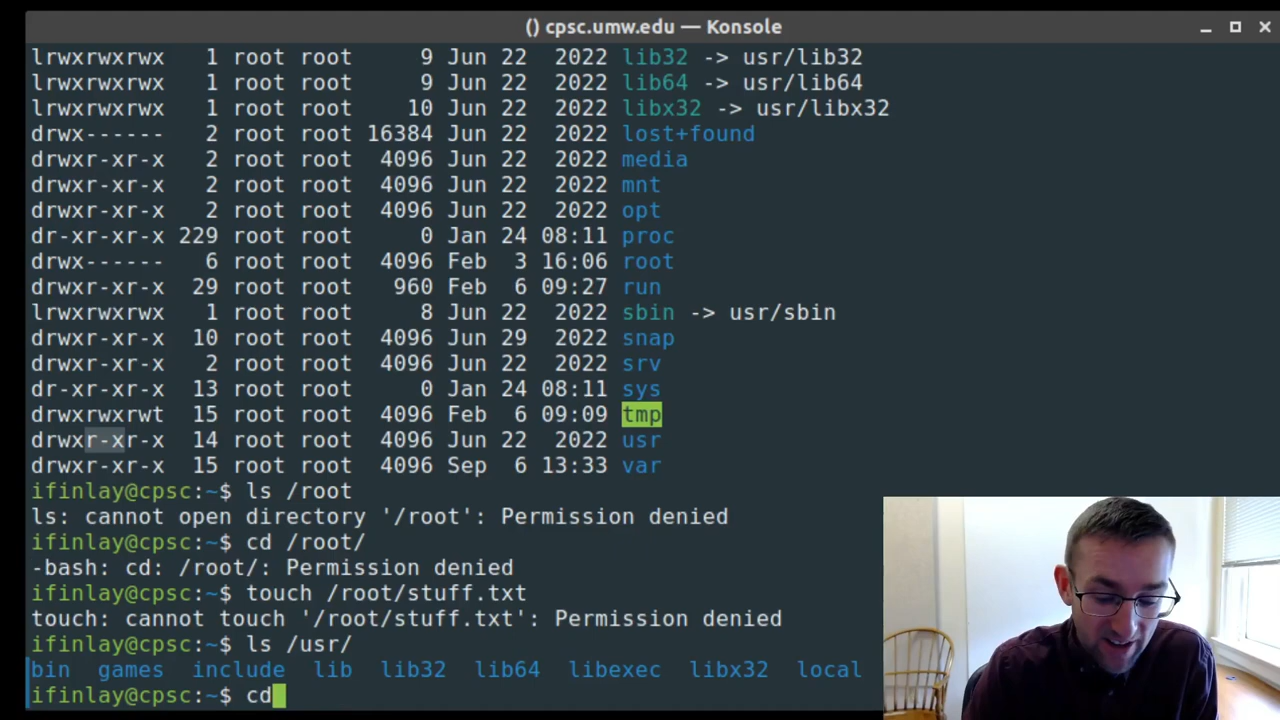 () cpsc.umw.edu — Konsole
lrwxrwxrwx 1 root root 9 Jun 22 2022 lib32 -> usr/lib32
lrwxrwxrwx 1 root root 9 Jun 22 2022 lib64 -> usr/lib64
lrwxrwxrwx 1 root root 10 Jun 22 2022 libx32 -> usr/libx32
drwx------ 2 root root 16384 Jun 22 2022 lost+found
drwxr-xr-x 2 root root 4096 Jun 22 2022 media
drwxr-xr-x 2 root root 4096 Jun 22 2022 mnt
drwxr-xr-x 2 root root 4096 Jun 22 2022 opt
dr-xr-xr-x 229 root root 0 Jan 24 08:11 proc
drwx------ 6 root root 4096 Feb 3 16:06 root
drwxr-xr-x 29 root root 960 Feb 6 09:27 run
lrwxrwxrwx 1 root root 8 Jun 22 2022 sbin -> usr/sbin
drwxr-xr-x 10 root root 4096 Jun 29 2022 snap
drwxr-xr-x 2 root root 4096 Jun 22 2022 srv
dr-xr-xr-x 13 root root 0 Jan 24 08:11 sys
drwxrwxrwt 15 root root 4096 Feb 6 09:09 tmp
drwxr-xr-x 14 root root 4096 Jun 22 2022 usr
drwxr-xr-x 15 root root 4096 Sep 6 13:33 var
ifinlay@cpsc:~$ ls /root
ls: cannot open directory '/root': Permission denied
ifinlay@cpsc:~$ cd /root/
-bash: cd: /root/: Permission denied
ifinlay@cpsc:~$ touch /root/stuff.txt
touch: cannot touch '/root/stuff.txt': Permission denied
ifinlay@cpsc:~$ ls /usr/
bin games include lib lib32 lib64 libexec libx32 local
ifinlay@cpsc:~$ cd